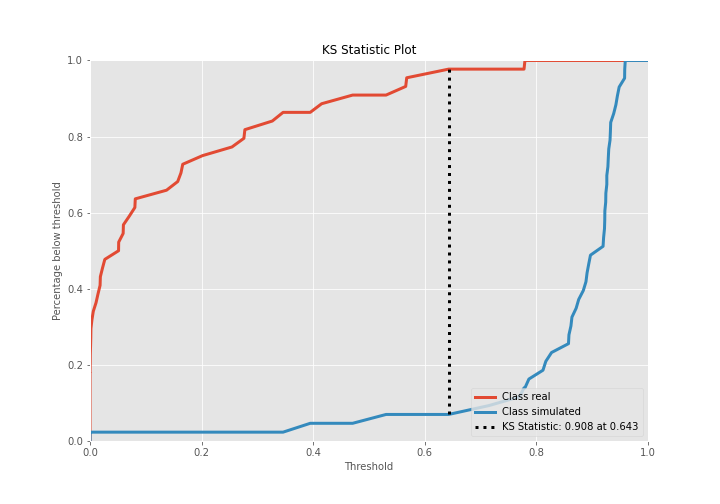 KS Statistic Plot
1.0
0.8
0.6
0.4
0.2
0.0
Percentage below threshold
Class real
Class simulated
KS Statistic: 0.908 at 0.643
0.0 0.2 0.4 0.6 0.8 1.0
Threshold